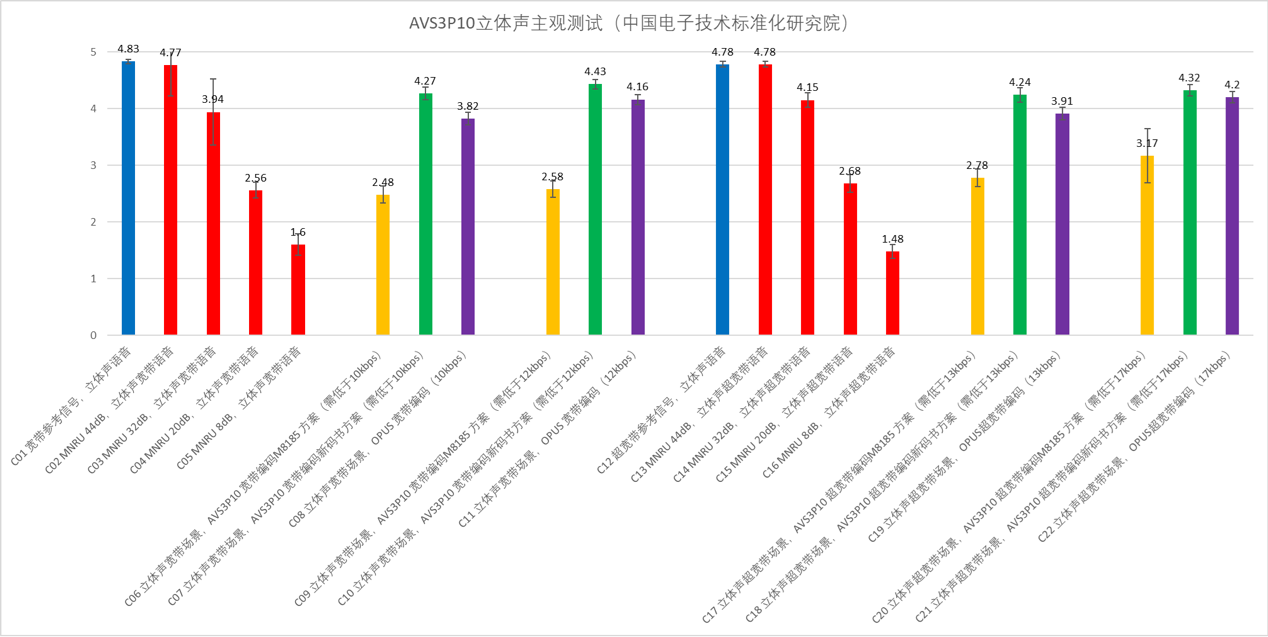 AVS3P10立体声主观测试（中国电子技术标准化研究院）
5
4
3
2
1
0
4.83
4.77
3.94
2.56
1.6
2.48
4.27
3.82
2.58
4.43
4.16
4.78
4.78
4.15
2.68
1.48
2.78
4.24
3.91
3.17
4.32
4.2
C01 宽带参考信号，立体声语音
C02 MNRU 44dB、立体声宽带语音
C03 MNRU 32dB、立体声宽带语音
C04 MNRU 20dB、立体声宽带语音
C05 MNRU 8dB、立体声宽带语音
C06 立体声宽带场景、AVS3P10 宽带编码M8185 方案（需低于10kbps）
C07 立体声宽带场景、AVS3P10 宽带编码新码书方案（需低于10kbps）
C08 立体声宽带场景、OPUS 宽带编码（10kbps）
C09 立体声宽带场景、AVS3P10 宽带编码M8185 方案（需低于12kbps）
C10 立体声宽带场景、AVS3P10 宽带编码新码书方案（需低于12kbps）
C11 立体声宽带场景、OPUS 宽带编码（12kbps）
C12 超宽带参考信号，立体声语音
C13 MNRU 44dB、立体声超宽带语音
C14 MNRU 32dB、立体声超宽带语音
C15 MNRU 20dB、立体声超宽带语音
C16 MNRU 8dB、立体声超宽带语音
C17 立体声超宽带场景、AVS3P10 超宽带编码M8185 方案（需低于13kbps）
C18 立体声超宽带场景、AVS3P10 超宽带编码新码书方案（需低于13kbps）
C19 立体声超宽带场景、OPUS超宽带编码（13kbps）
C20 立体声超宽带场景、AVS3P10 超宽带编码M8185 方案（需低于17kbps）
C21 立体声超宽带场景、AVS3P10 超宽带编码新码书方案（需低于17kbps）
C22 立体声超宽带场景、OPUS超宽带编码（17kbps）